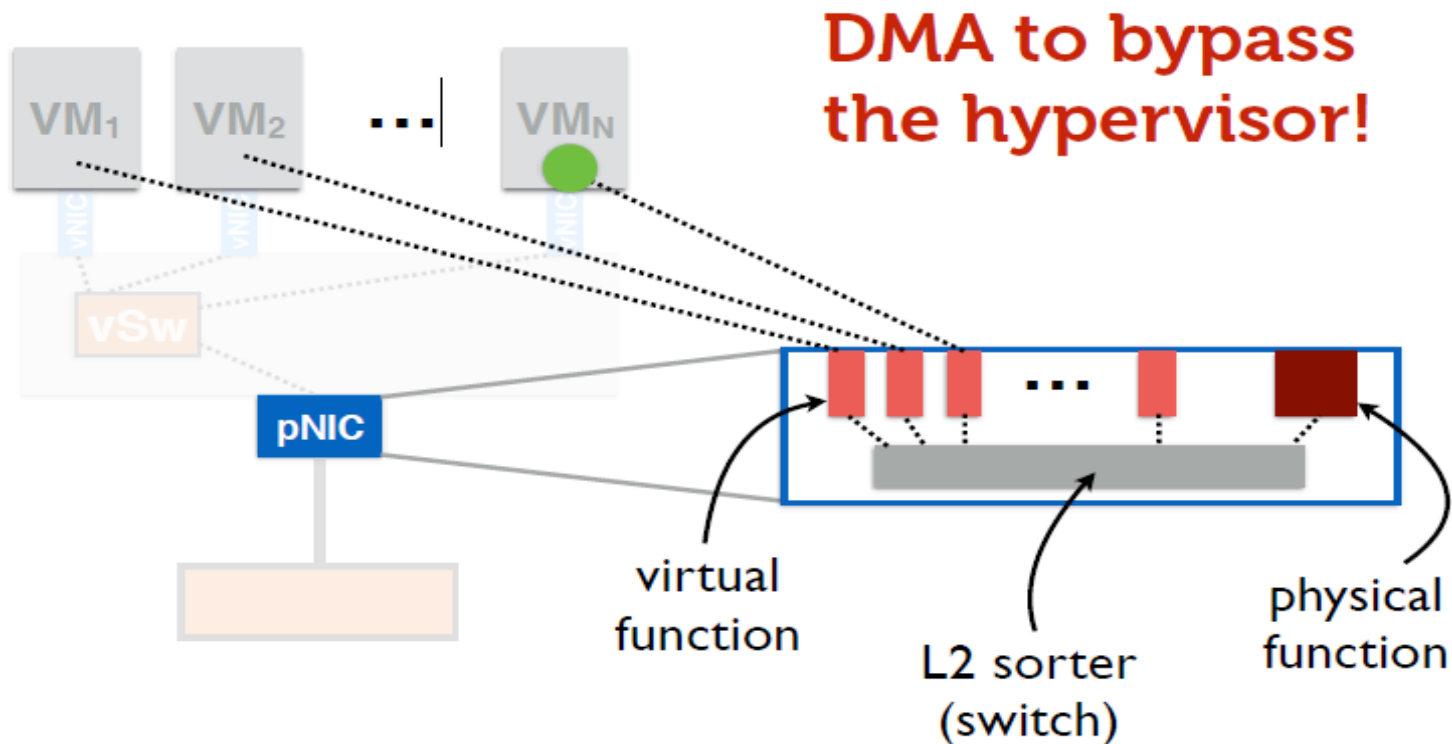 DMA to bypass
the hypervisor!
VM₁
VM₂
...
VMN
vNIC
vNIC
vNIC
vSw
pNIC
...
virtual
function
L2 sorter
(switch)
physical
function